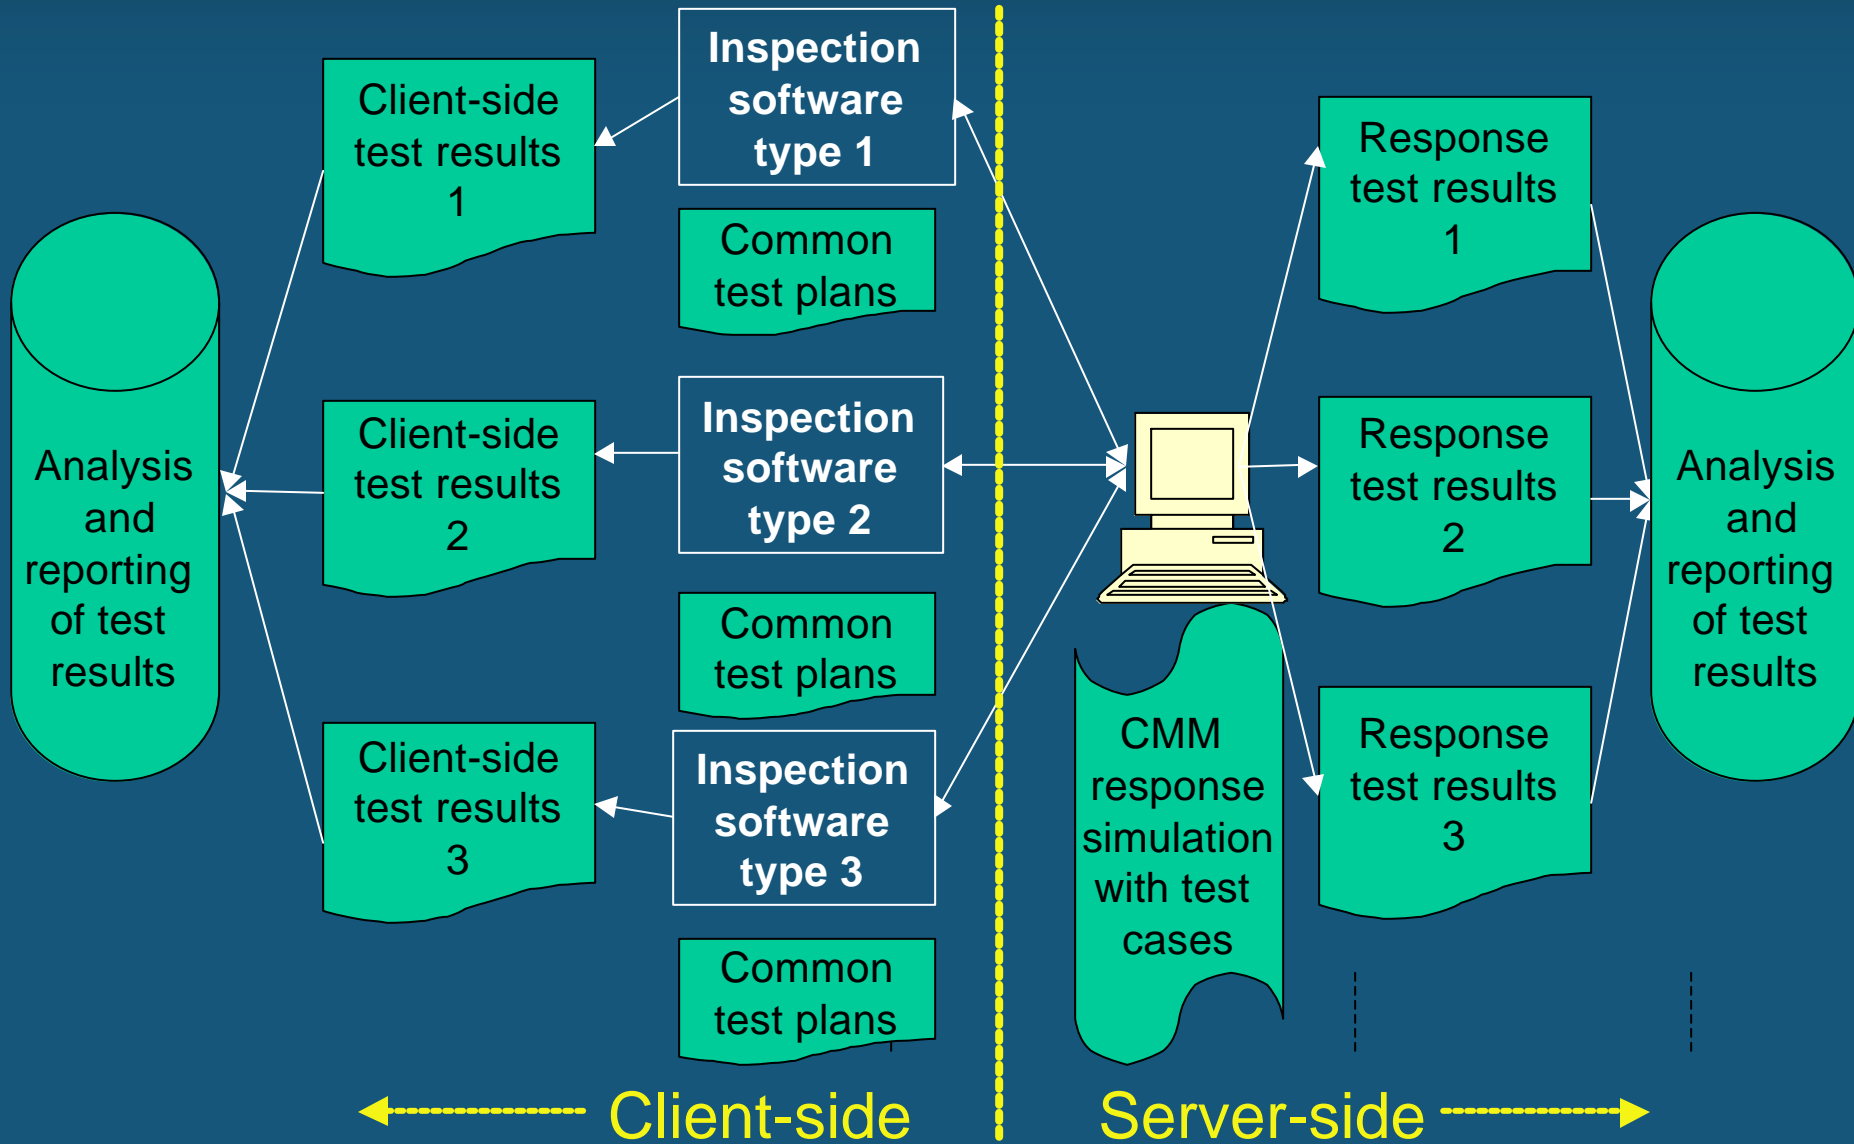 Inspection
software
type 1
Client-side
test results
1
Common
test plans
Response
test results
1
Analysis
and
reporting
of test
results
Client-side
test results
2
Inspection
software
type 2
Response
test results
2
Analysis
and
reporting
of test
results
Common
test plans
Client-side
test results
3
Inspection
software
type 3
CMM
response
simulation
with test
cases
Response
test results
3
Common
test plans
Client-side
Server-side